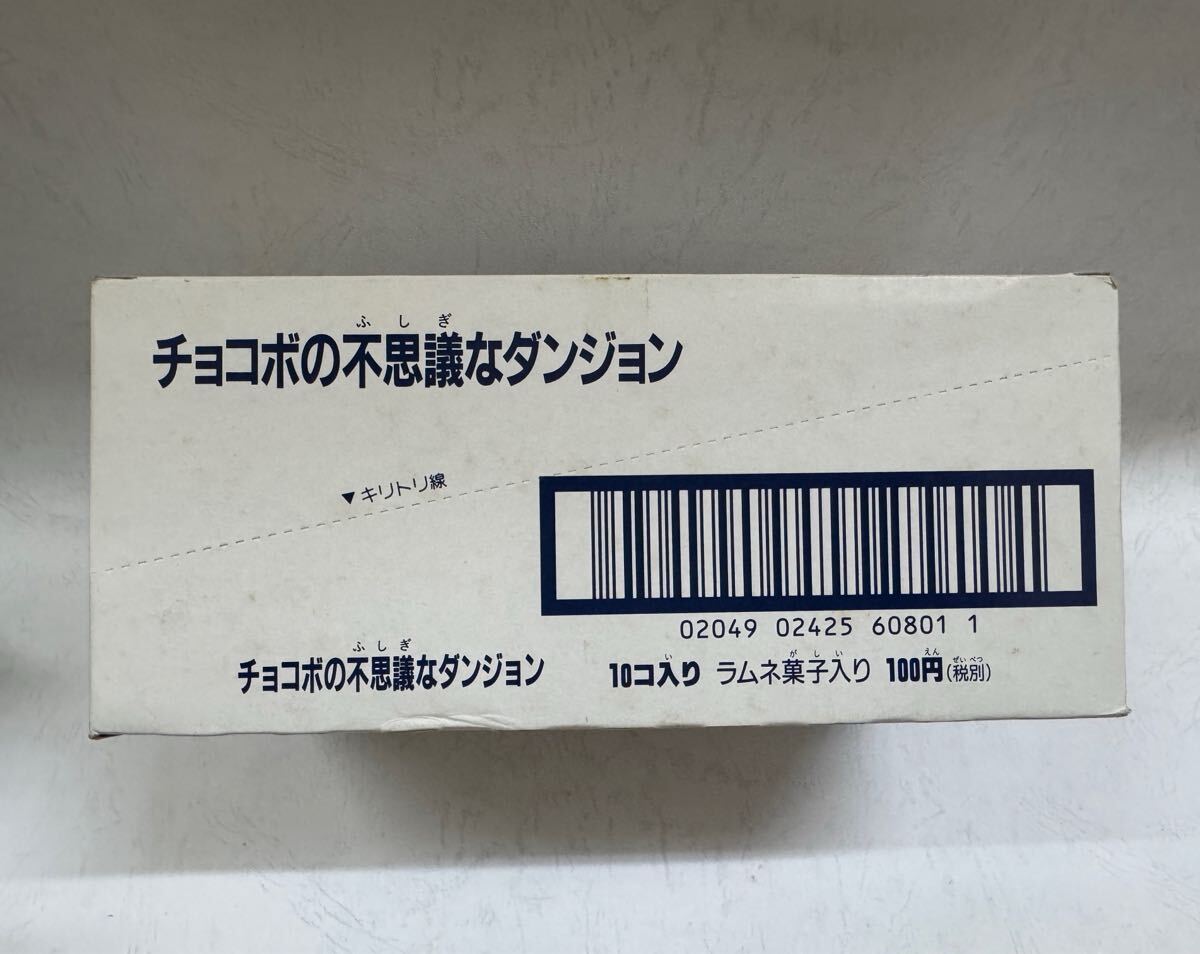 ふしぎ
チョコボの不思議なダンジョン
▼キリトリ線
02049 02425 60801 1
ふしぎ
チョコボの不思議なダンジョン
い がしい えん ぜいべつ
10コ入り ラムネ菓子入り 100円(税別)